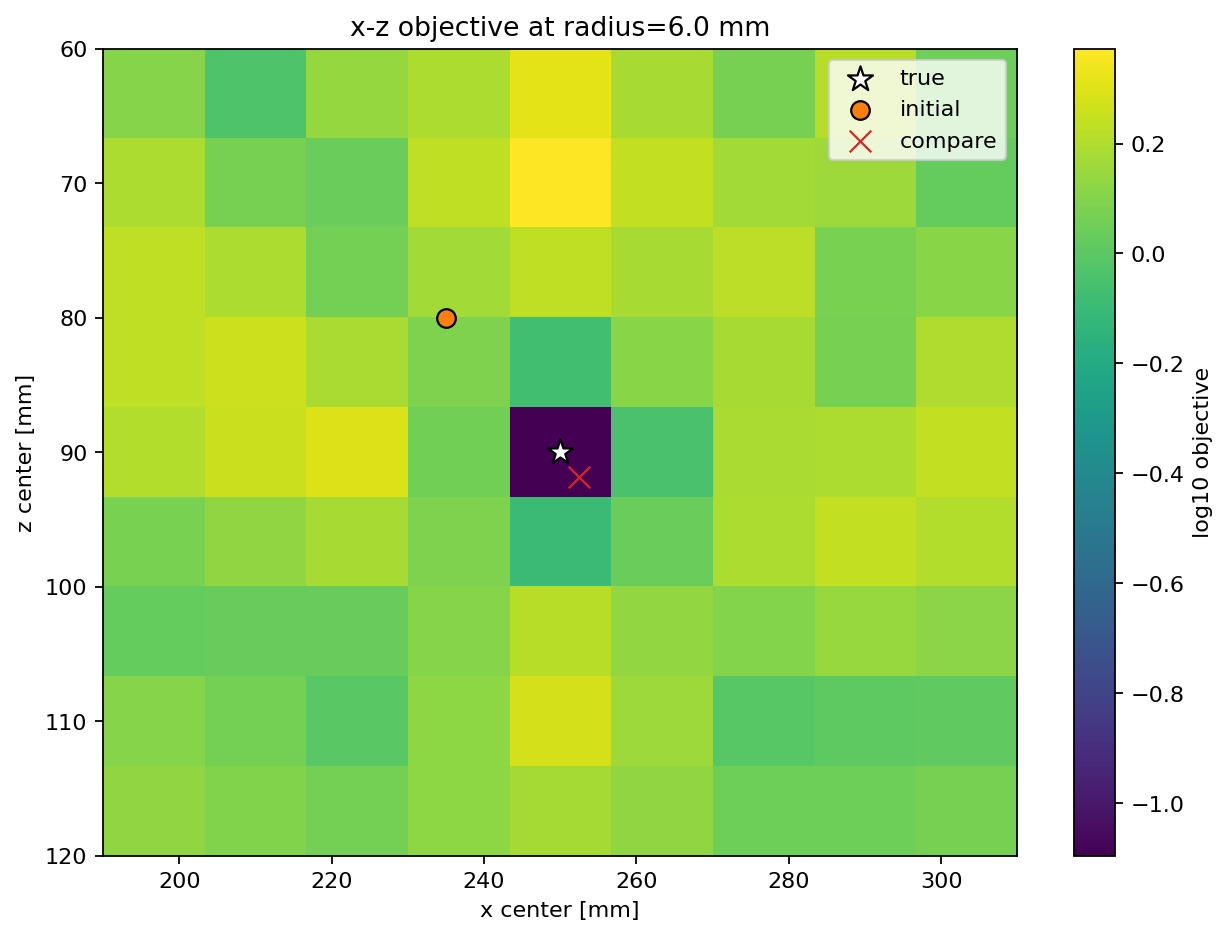 x-z objective at radius=6.0 mm
true
initial
compare
60
70
80
90
100
110
120
z center [mm]
200
220
240
260
280
300
x center [mm]
0.2
0.0
−0.2
−0.4
−0.6
−0.8
−1.0
log10 objective